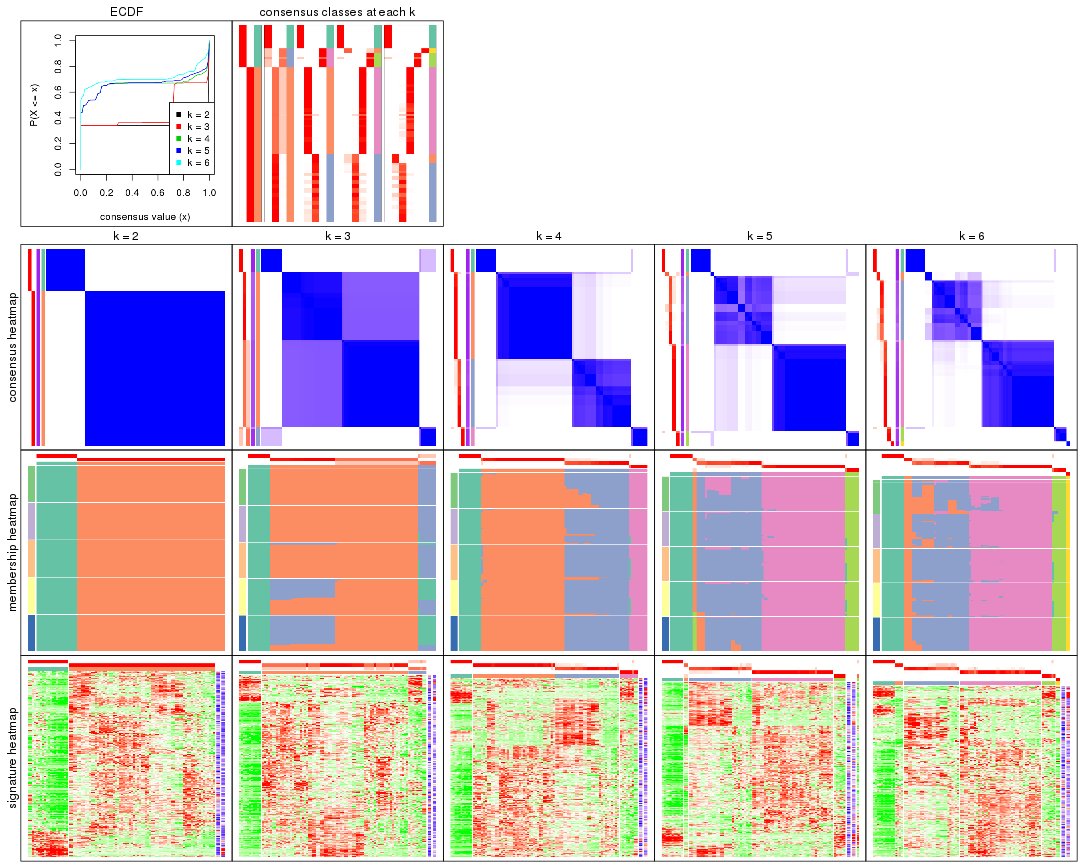 ECDF
consensus classes at each k
P(X <= x)
0.0 0.2 0.4 0.6 0.8 1.0
k = 2
k = 3
k = 4
k = 5
k = 6
0.0 0.2 0.4 0.6 0.8 1.0
consensus value (x)
k = 2
k = 3
k = 4
k = 5
k = 6
consensus heatmap
membership heatmap
signature heatmap